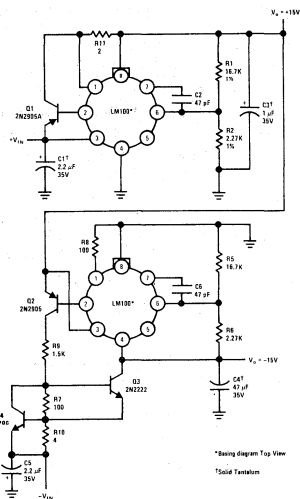 Vₒ = +15V
R11
2
1
8
7
R1
16.7K
1%
C2
47 pF
Q1
2N2905A
2
LM100*
6
C3†
1 μF
35V
R2
2.27K
1%
+VIN
3
4
5
C1†
2.2 μF
35V
R8
100
1
8
7
R5
16.7K
C6
47 pF
Q2
2N2905
2
LM100*
6
3
4
5
R6
2.27K
R9
1.5K
Vₒ = -15V
Q3
2N2222
C4†
47 μF
35V
R7
100
R10
4
C5
2.2 μF
35V
-VIN
*Basing diagram Top View
†Solid Tantalum